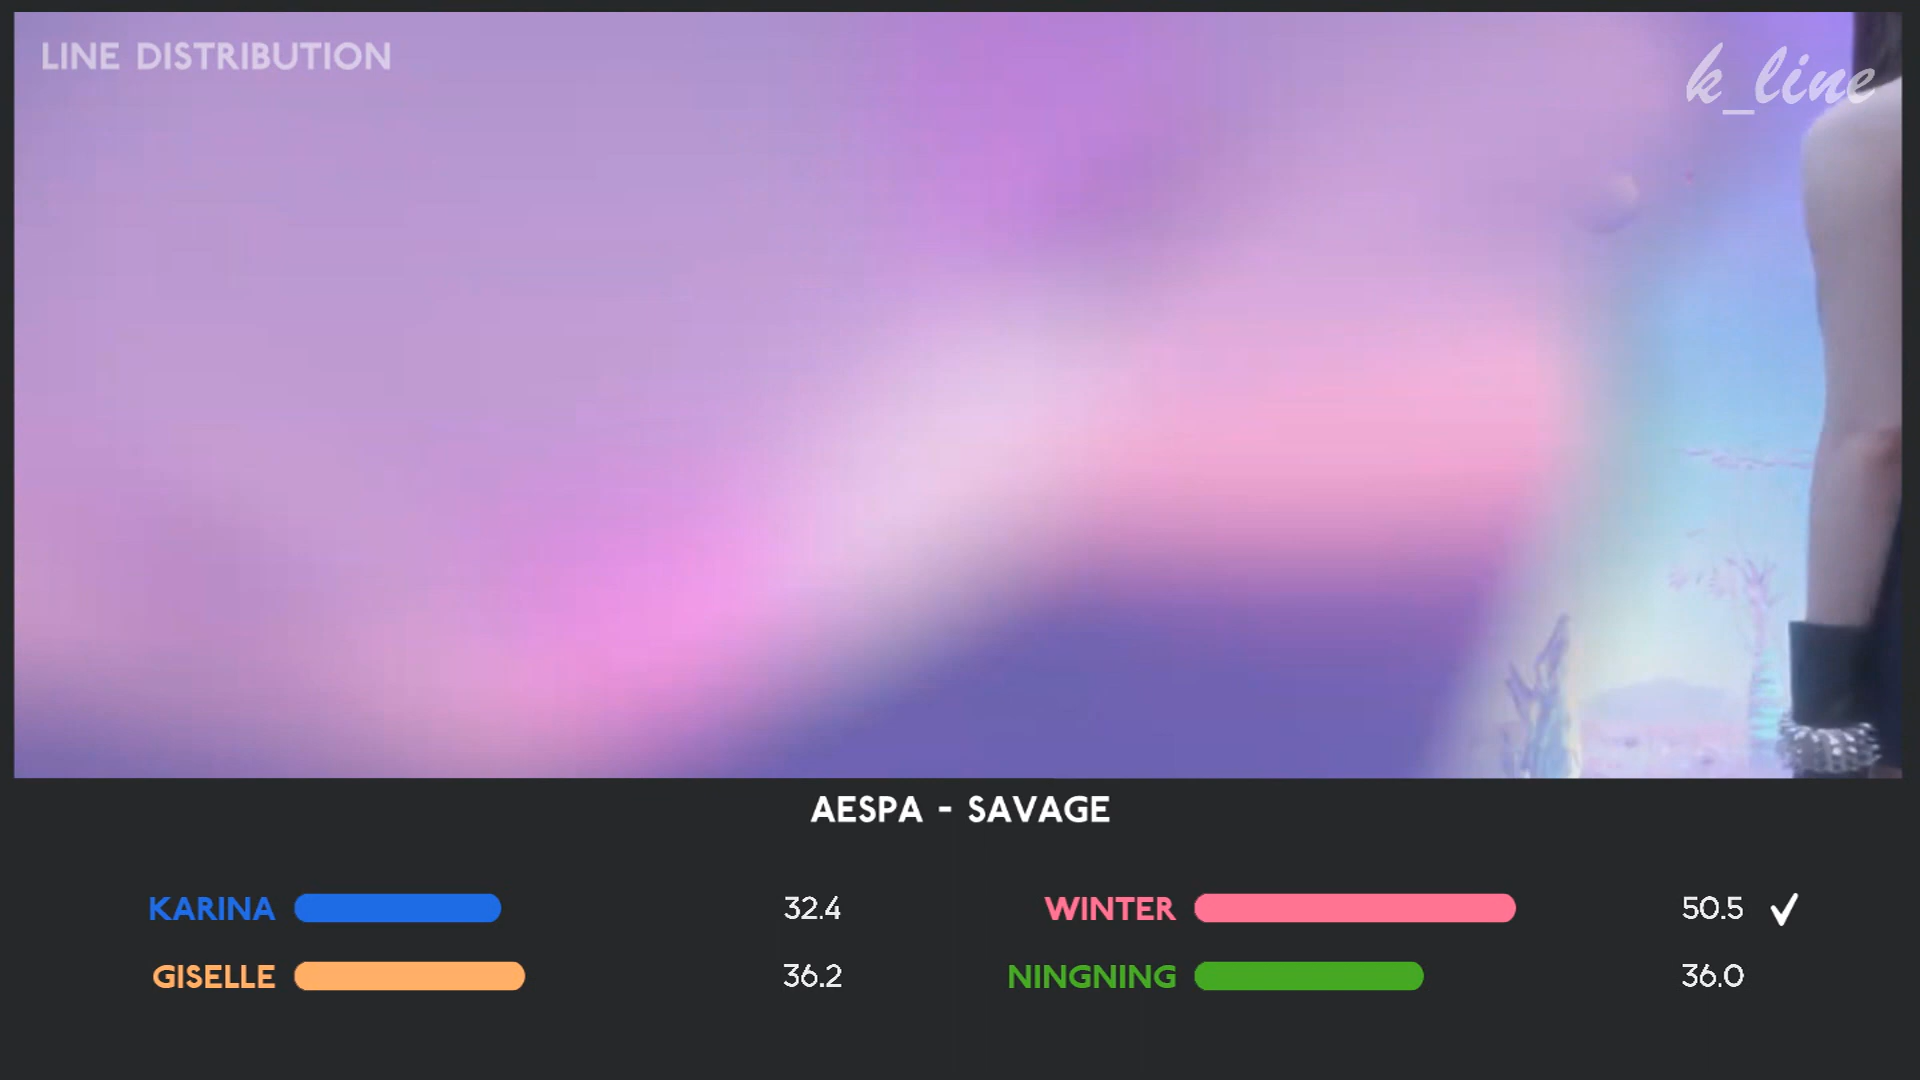 LINE DISTRIBUTION
k_line
AESPA - SAVAGE
KARINA 32.4 WINTER 50.5 ✓
GISELLE 36.2 NINGNING 36.0